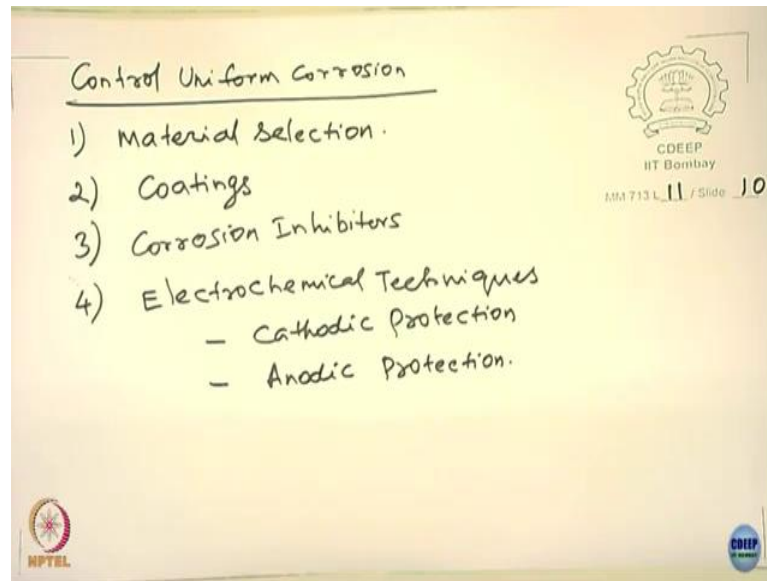 Control Uniform Corrosion
1) Material Selection.
2) Coatings
3) Corrosion Inhibiters
4) Electrochemical Techniques
– Cathodic Protection
– Anodic Protection.
CDEEP
IIT Bombay
MM 713 L 11 / Slide 10
NPTEL
CDEEP